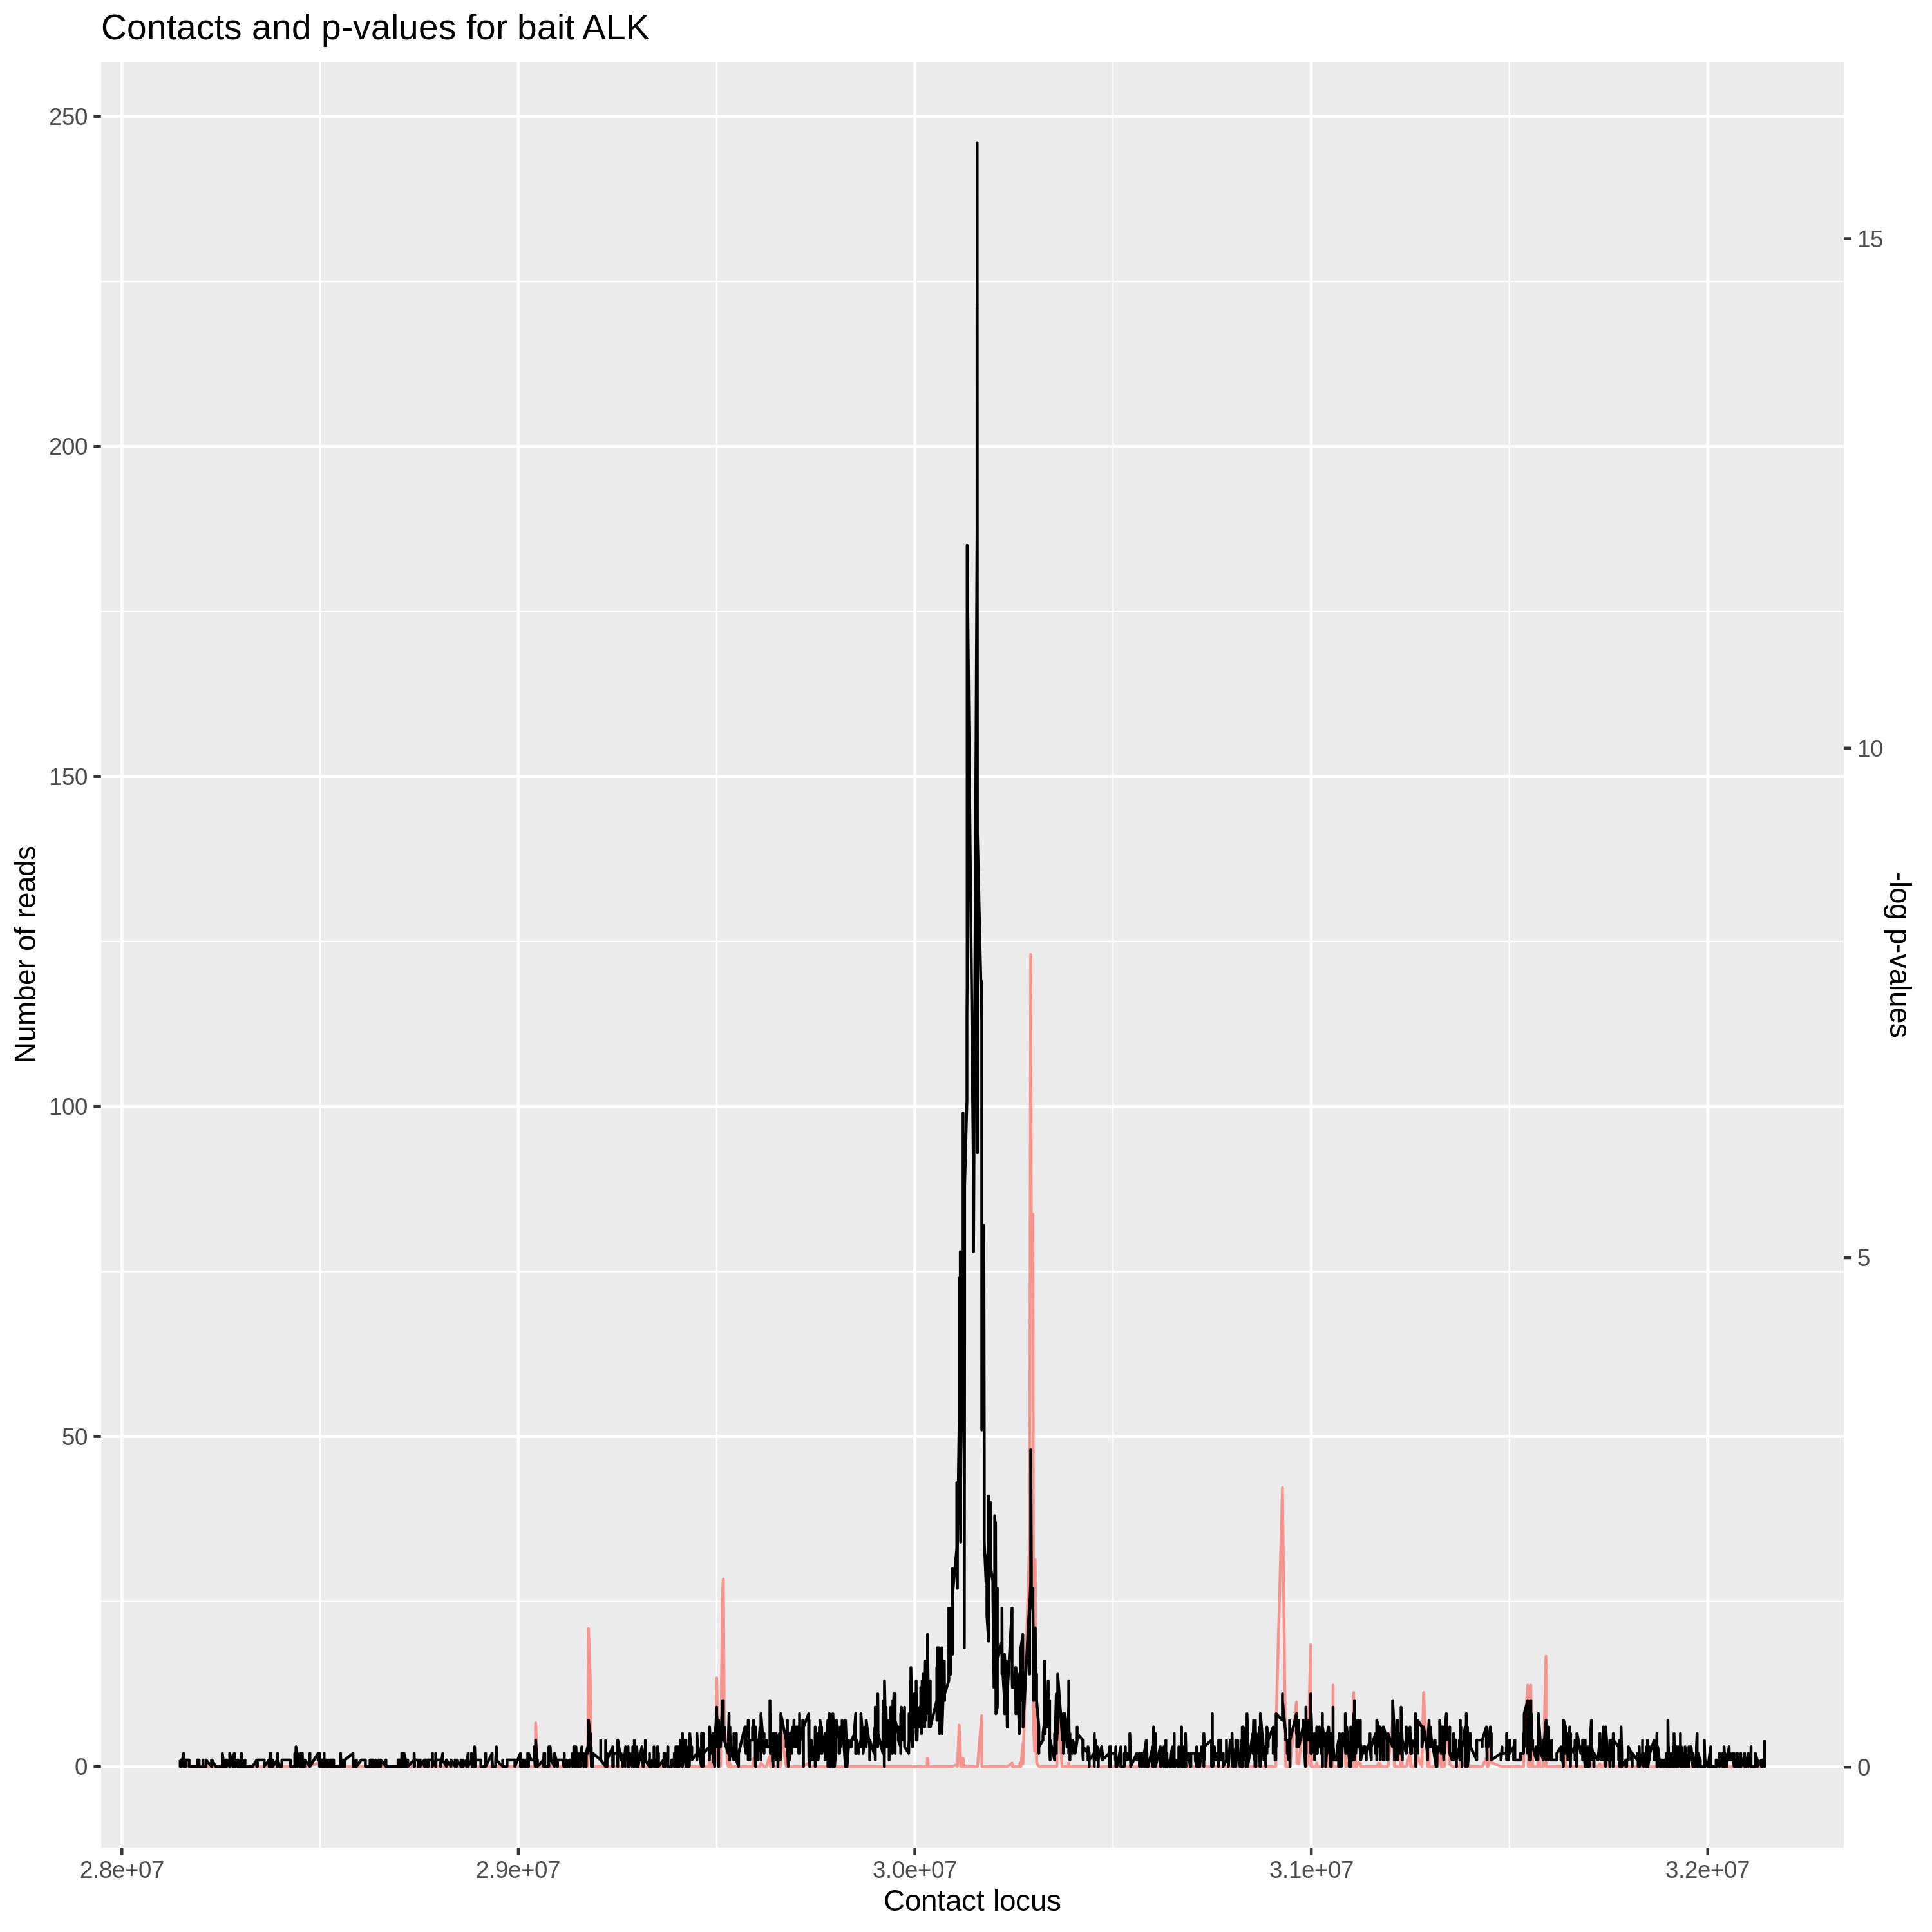 Contacts and p-values for bait ALK
250
200
150
100
50
0
Number of reads
15
10
5
0
-log p-values
2.8e+07
2.9e+07
3.0e+07
3.1e+07
3.2e+07
Contact locus